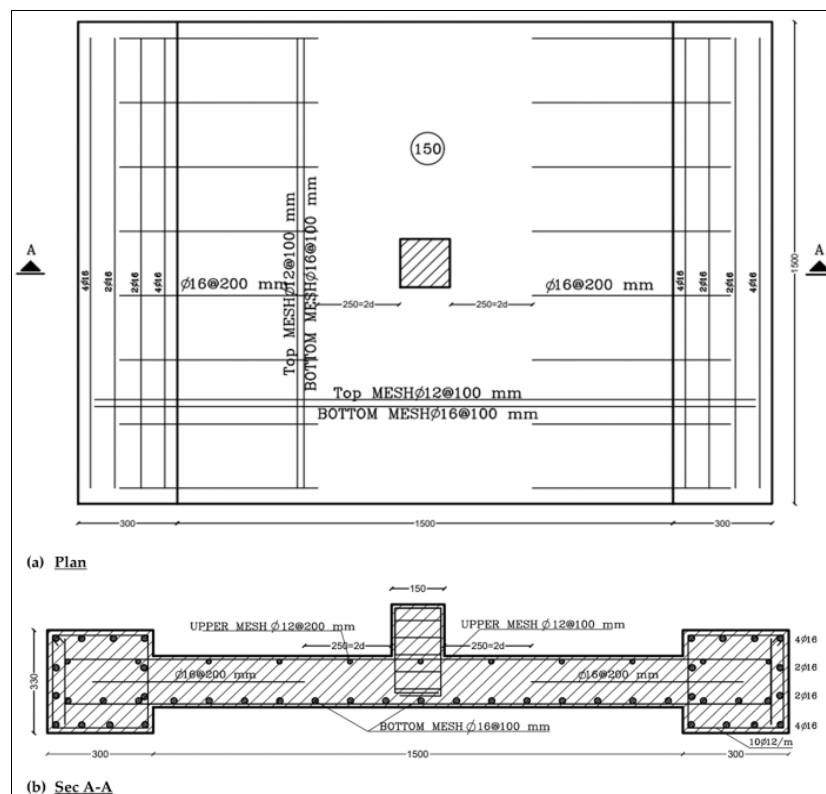 150
A
A
4Ø16
2Ø16
2Ø16
4Ø16
Ø16@200 mm
Top MESHØ12@100 mm
BOTTOM MESHØ16@100 mm
250=2d
250=2d
Ø16@200 mm
4Ø16
2Ø16
2Ø16
4Ø16
1500
Top MESHØ12@100 mm
BOTTOM MESHØ16@100 mm
300
1500
300
(a) Plan
150
UPPER MESH Ø12@200 mm
UPPER MESH Ø12@100 mm
250=2d
250=2d
4Ø16
330
Ø16@200 mm
Ø16@200 mm
2Ø16
2Ø16
BOTTOM MESH Ø16@100 mm
4Ø16
10Ø12/m
300
1500
300
(b) Sec A-A